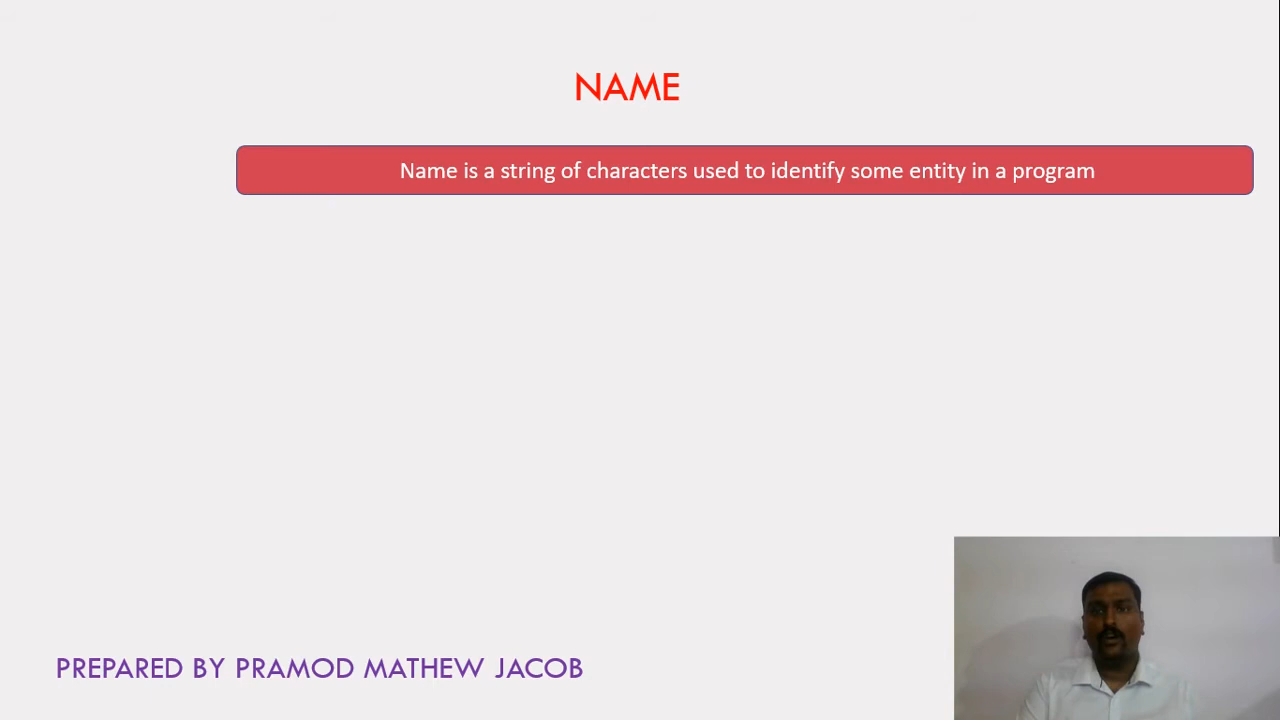 NAME
Name is a string of characters used to identify some entity in a program
PREPARED BY PRAMOD MATHEW JACOB